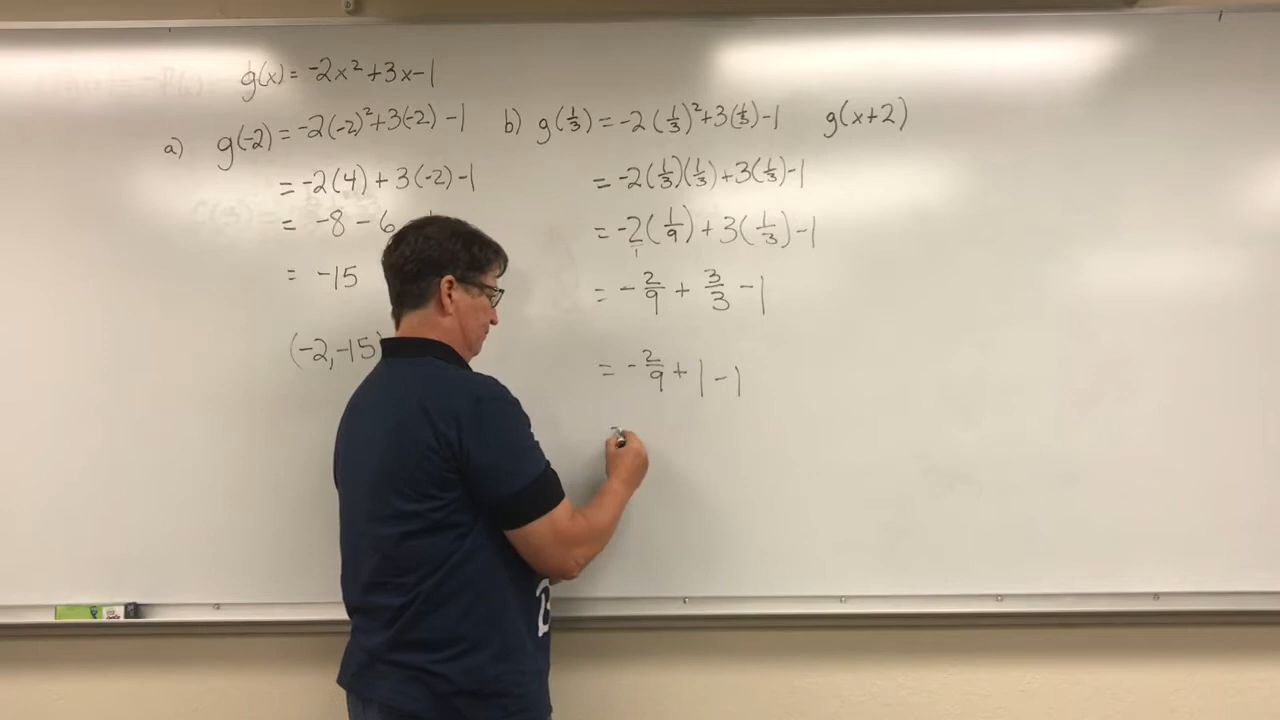 g(x) = -2x² + 3x - 1
a) g(-2) = -2(-2)² + 3(-2) - 1
= -2(4) + 3(-2) - 1
= -8 - 6
= -15
(-2, -15)
b) g(1/3) = -2(1/3)² + 3(1/3) - 1
= -2(1/3)(1/3) + 3(1/3) - 1
= -2/1(1/9) + 3(1/3) - 1
= -2/9 + 3/3 - 1
= -2/9 + 1 - 1
g(x+2)